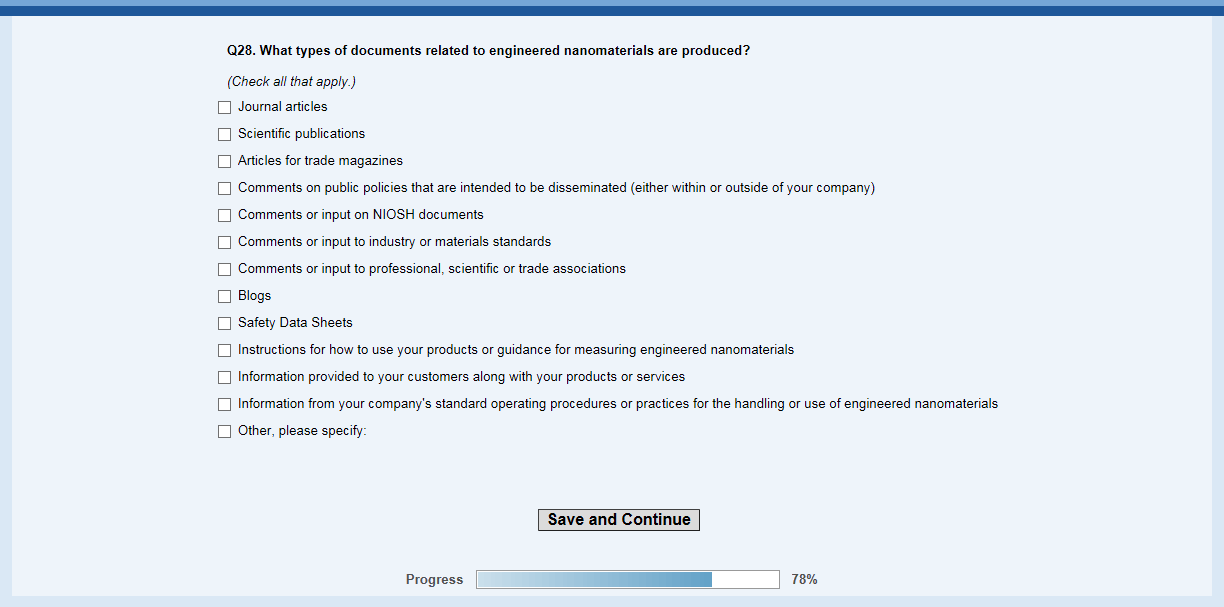 Q28. What types of documents related to engineered nanomaterials are produced?
(Check all that apply.)
Journal articles
Scientific publications
Articles for trade magazines
Comments on public policies that are intended to be disseminated (either within or outside of your company)
Comments or input on NIOSH documents
Comments or input to industry or materials standards
Comments or input to professional, scientific or trade associations
Blogs
Safety Data Sheets
Instructions for how to use your products or guidance for measuring engineered nanomaterials
Information provided to your customers along with your products or services
Information from your company's standard operating procedures or practices for the handling or use of engineered nanomaterials
Other, please specify:
Save and Continue
Progress 78%